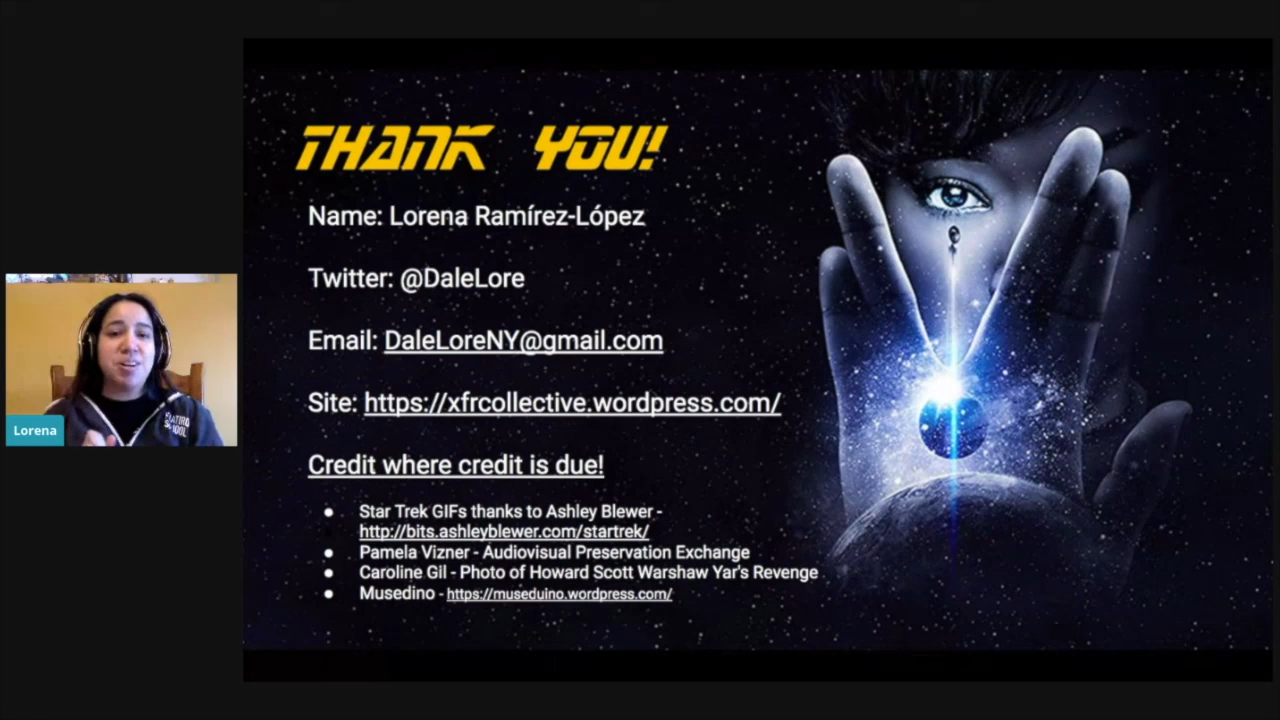 THANK YOU!
Name: Lorena Ramírez-López
Twitter: @DaleLore
Email: DaleLoreNY@gmail.com
Site: https://xfrcollective.wordpress.com/
Credit where credit is due!
Star Trek GIFs thanks to Ashley Blewer -
http://bits.ashleyblewer.com/startrek/
Pamela Vizner - Audiovisual Preservation Exchange
Caroline Gil - Photo of Howard Scott Warshaw Yar's Revenge
Musedino - https://museduino.wordpress.com/
Lorena